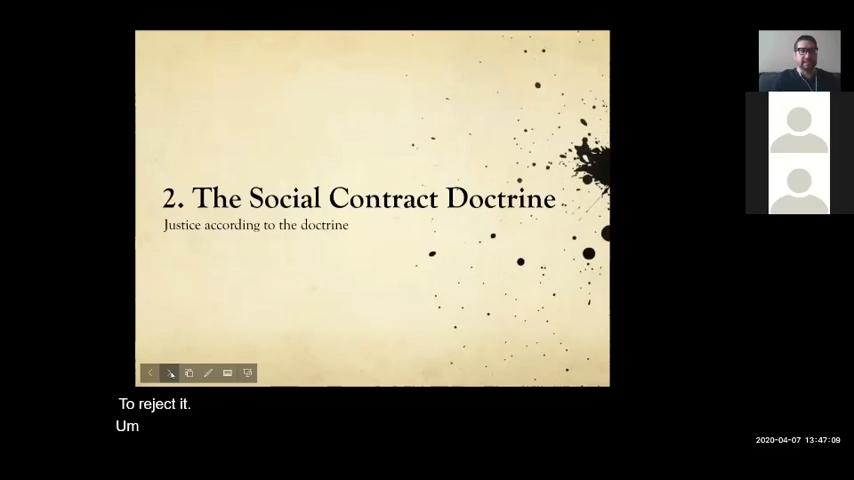 2. The Social Contract Doctrine
Justice according to the doctrine
To reject it.
Um
2020-04-07 13:47:09